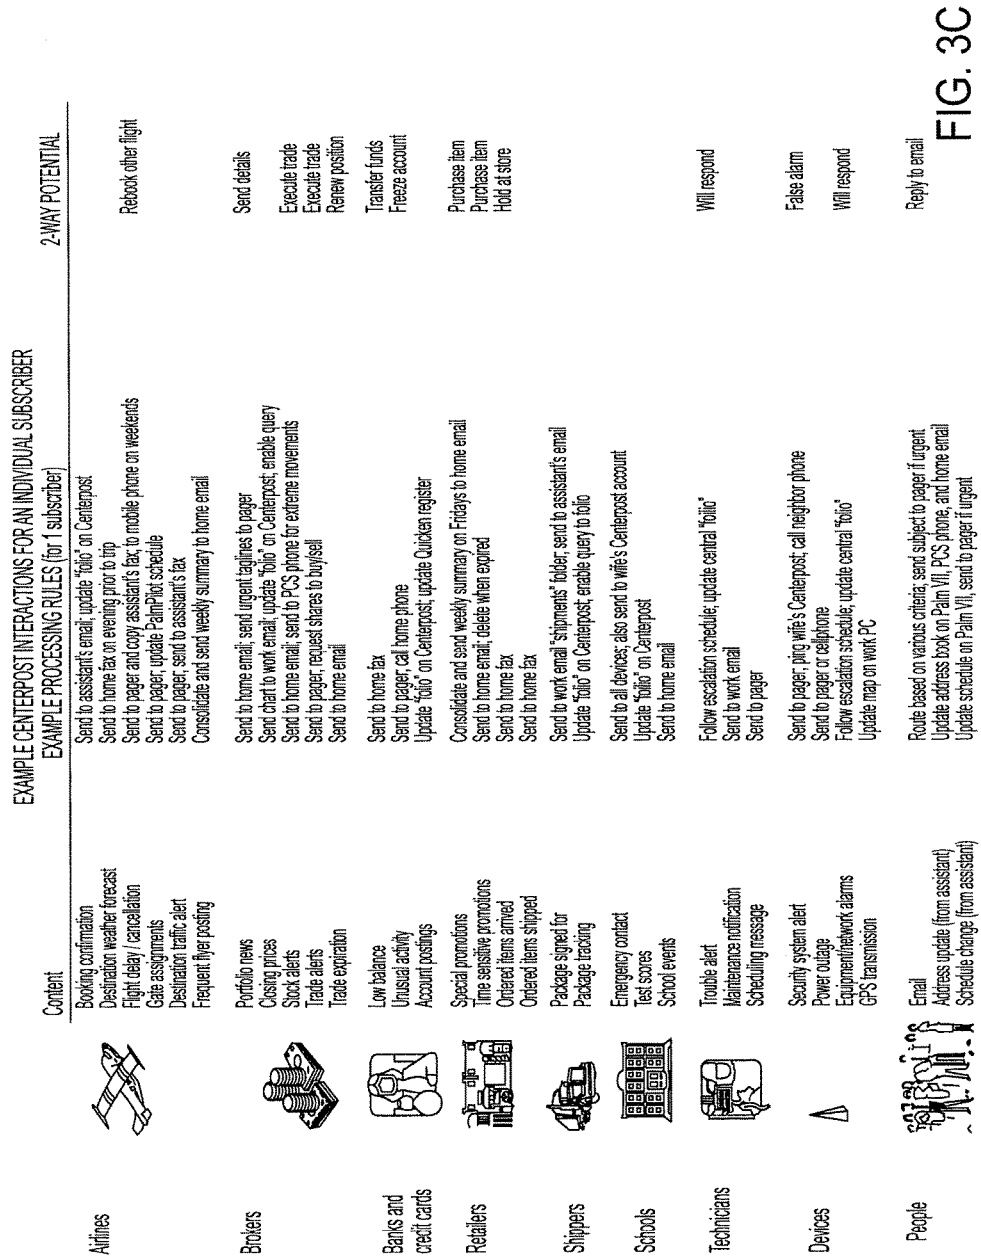 EXAMPLE CENTERPOST INTERACTIONS FOR AN INDIVIDUAL SUBSCRIBER
Content EXAMPLE PROCESSING RULES (for 1 subscriber) 2-WAY POTENTIAL
Airlines
Booking confirmation Send to assistant's email; update "folio" on Centerpost
Destination weather forecast Send to home fax on evening prior to trip
Flight delay / cancellation Send to pager and copy assistant's fax; to mobile phone on weekends Rebook other flight
Gate assignments Send to pager; update PalmPilot schedule
Destination traffic alert Send to pager, send to assistant's fax
Frequent flyer posting Consolidate and send weekly summary to home email
Brokers
Portfolio news Send to home email; send urgent taglines to pager Send details
Closing prices Send chart to work email; update "folio" on Centerpost; enable query
Stock alerts Send to home email; send to PCS phone for extreme movements Execute trade
Trade alerts Send to pager; request shares to buy/sell Execute trade
Trade expiration Send to home email Renew position
Banks and
credit cards
Low balance Send to home fax Transfer funds
Unusual activity Send to pager, call home phone Freeze account
Account postings Update "folio" on Centerpost; update Quicken register
Retailers
Special promotions Consolidate and send weekly summary on Fridays to home email Purchase item
Time sensitive promotions Send to home email; delete when expired Purchase item
Ordered items arrived Send to home fax Hold at store
Ordered items shipped Send to home fax
Shippers
Package signed for Send to work email "shipments" folder; send to assistant's email
Package tracking Update "folio" on Centerpost; enable query to folio
Schools
Emergency contact Send to all devices; also send to wife's Centerpost account
Test scores Update "folio" on Centerpost
School events Send to home email
Technicians
Trouble alert Follow escalation schedule; update central "foilio" Will respond
Maintenance notification Send to work email
Scheduling message Send to pager
Devices
Security system alert Send to pager; ping wife's Centerpost; call neighbor phone False alarm
Power outage Send to pager or cellphone
Equipment/network alarms Follow escalation schedule; update central "folio" Will respond
GPS transmission Update map on work PC
People
Email Route based on various criteria, send subject to pager if urgent Reply to email
Address update (from assistant) Update address book on Palm VII, PCS phone, and home email
Schedule change (from assistant) Update schedule on Palm VII, send to pager if urgent
FIG. 3C